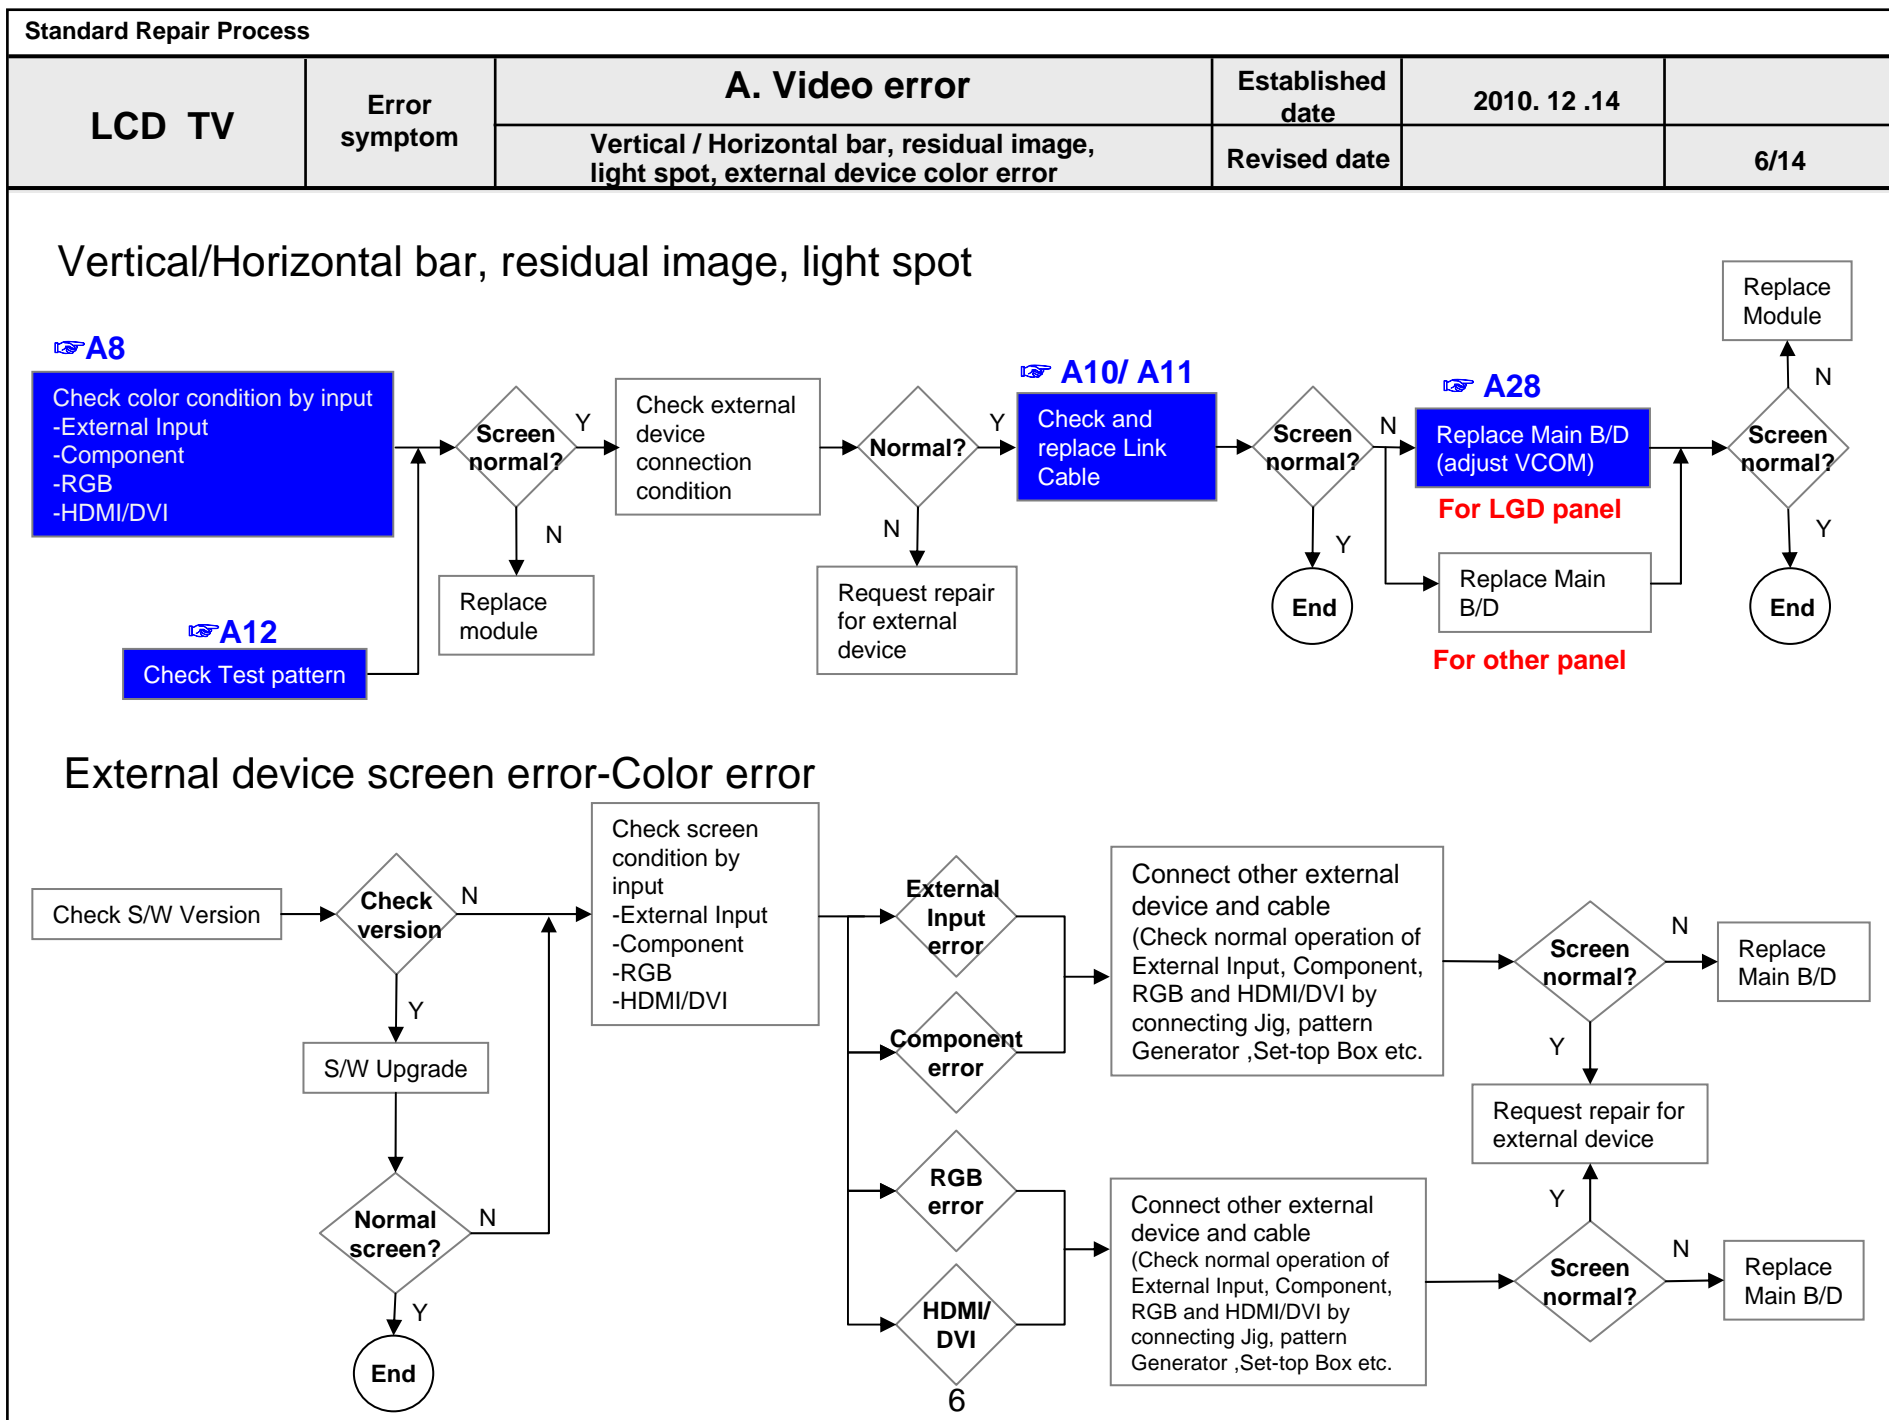 Standard Repair Process
LCD TV
Error
symptom
A. Video error
Vertical / Horizontal bar, residual image,
light spot, external device color error
Established
date
2010. 12 .14
Revised date
6/14
Vertical/Horizontal bar, residual image, light spot
☞A8
Check color condition by input
-External Input
-Component
-RGB
-HDMI/DVI
☞A12
Check Test pattern
Screen
normal?
Y
N
Replace
module
Check external
device
connection
condition
Normal?
Y
N
Request repair
for external
device
☞ A10/ A11
Check and
replace Link
Cable
Screen
normal?
N
Y
End
☞ A28
Replace Main B/D
(adjust VCOM)
For LGD panel
Replace Main
B/D
For other panel
Screen
normal?
N
Replace
Module
Y
End
External device screen error-Color error
Check S/W Version
Check
version
N
Y
S/W Upgrade
Normal
screen?
N
Y
End
Check screen
condition by
input
-External Input
-Component
-RGB
-HDMI/DVI
External
Input
error
Component
error
RGB
error
HDMI/
DVI
Connect other external
device and cable
(Check normal operation of
External Input, Component,
RGB and HDMI/DVI by
connecting Jig, pattern
Generator ,Set-top Box etc.
Screen
normal?
N
Replace
Main B/D
Y
Request repair for
external device
Connect other external
device and cable
(Check normal operation of
External Input, Component,
RGB and HDMI/DVI by
connecting Jig, pattern
Generator ,Set-top Box etc.
Y
Screen
normal?
N
Replace
Main B/D
6